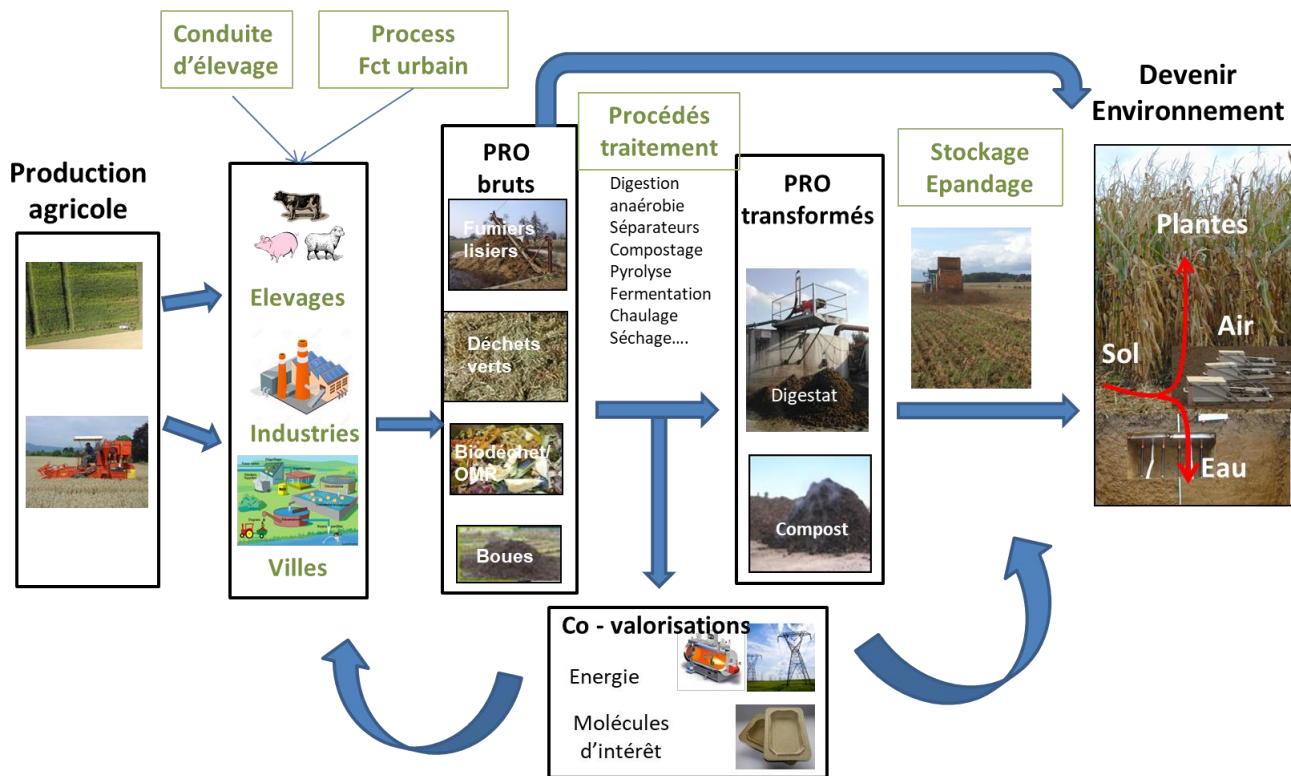 Conduite
d'élevage
Process
Fct urbain
Production
agricole
Elevages
Industries
Villes
PRO
bruts
Fumiers
lisiers
Déchets
verts
Biodéchet/
OMR
Boues
Procédés
traitement
Digestion
anaérobie
Séparateurs
Compostage
Pyrolyse
Fermentation
Chaulage
Séchage....
PRO
transformés
Digestat
Compost
Stockage
Epandage
Devenir
Environnement
Plantes
Air
Sol
Eau
Co - valorisations
Energie
Molécules
d'intérêt